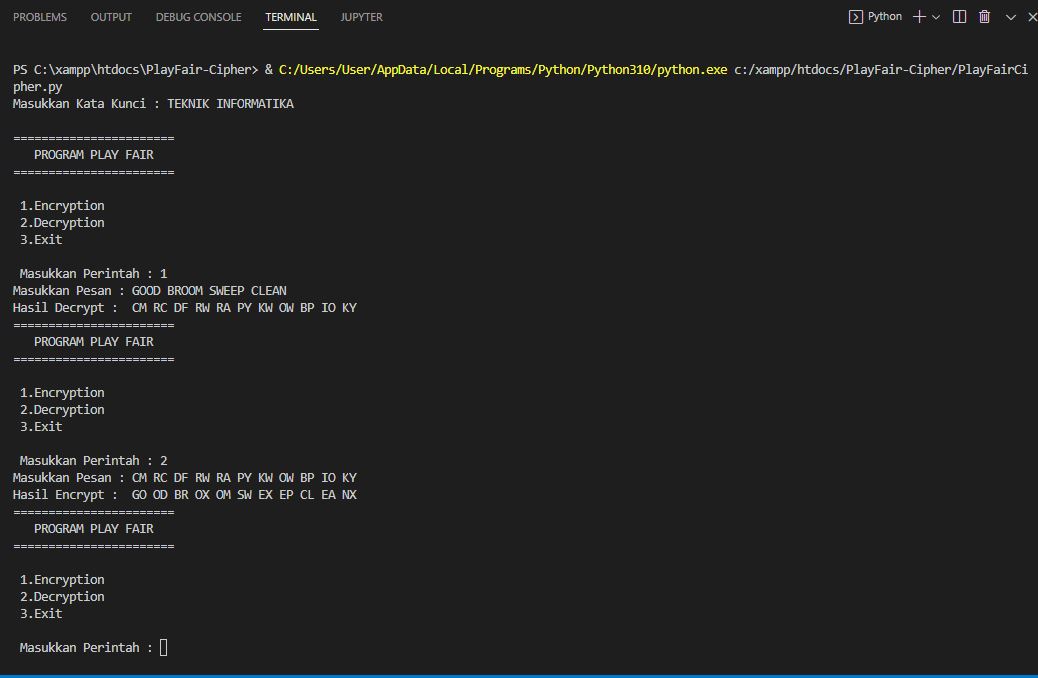 PROBLEMS OUTPUT DEBUG CONSOLE TERMINAL JUPYTER Python
PS C:\xampp\htdocs\PlayFair-Cipher> & C:/Users/User/AppData/Local/Programs/Python/Python310/python.exe c:/xampp/htdocs/PlayFair-Cipher/PlayFairCi
pher.py
Masukkan Kata Kunci : TEKNIK INFORMATIKA
=======================
PROGRAM PLAY FAIR
=======================
1.Encryption
2.Decryption
3.Exit
Masukkan Perintah : 1
Masukkan Pesan : GOOD BROOM SWEEP CLEAN
Hasil Decrypt :  CM RC DF RW RA PY KW OW BP IO KY
=======================
PROGRAM PLAY FAIR
=======================
1.Encryption
2.Decryption
3.Exit
Masukkan Perintah : 2
Masukkan Pesan : CM RC DF RW RA PY KW OW BP IO KY
Hasil Encrypt :  GO OD BR OX OM SW EX EP CL EA NX
=======================
PROGRAM PLAY FAIR
=======================
1.Encryption
2.Decryption
3.Exit
Masukkan Perintah :